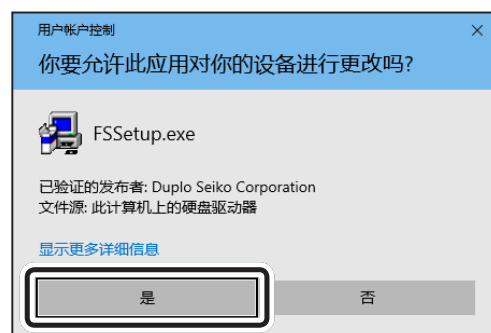 用户帐户控制
你要允许此应用对你的设备进行更改吗?
FSSetup.exe
已验证的发布者: Duplo Seiko Corporation
文件源: 此计算机上的硬盘驱动器
显示更多详细信息
是
否